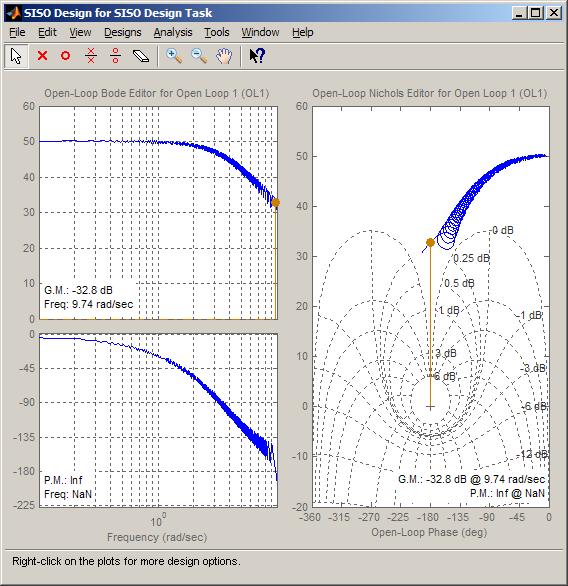 SISO Design for SISO Design Task
File Edit View Designs Analysis Tools Window Help
Open-Loop Bode Editor for Open Loop 1 (OL1)
60
50
40
30
20
10
0
G.M.: -32.8 dB
Freq: 9.74 rad/sec
0
-45
-90
-135
-180
-225
P.M.: Inf
Freq: NaN
10^0
Frequency (rad/sec)
Open-Loop Nichols Editor for Open Loop 1 (OL1)
60
50
40
30
20
10
0
-10
-20
0 dB
0.25 dB
0.5 dB
1 dB
-1 dB
3 dB
-3 dB
6 dB
-6 dB
-12 dB
G.M.: -32.8 dB @ 9.74 rad/sec
P.M.: Inf @ NaN
-360 -315 -270 -225 -180 -135 -90 -45 0
Open-Loop Phase (deg)
Right-click on the plots for more design options.